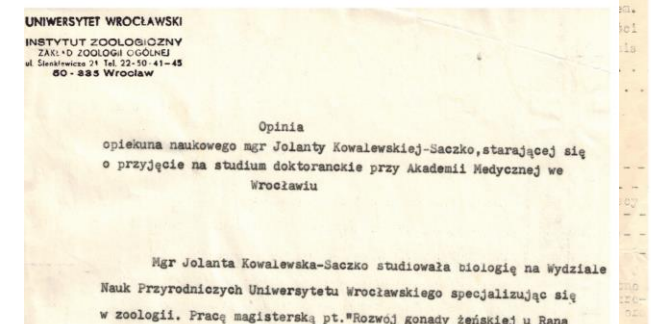 UNIWERSYTET WROCŁAWSKI
INSTYTUT ZOOLOGICZNY
ZAKŁAD ZOOLOGII OGÓLNEJ
ul. Sienkiewicza 21 Tel. 22-50-41-45
50-335 Wrocław
Opinia
opiekuna naukowego mgr Jolanty Kowalewskiej-Saczko,starającej się
o przyjęcie na studium doktoranckie przy Akademii Medycznej we
Wrocławiu
Mgr Jolanta Kowalewska-Saczko studiowała biologię na Wydziale
Nauk Przyrodniczych Uniwersytetu Wrocławskiego specjalizując się
w zoologii. Pracę magisterską pt."Rozwój gonady żeńskiej u Rana